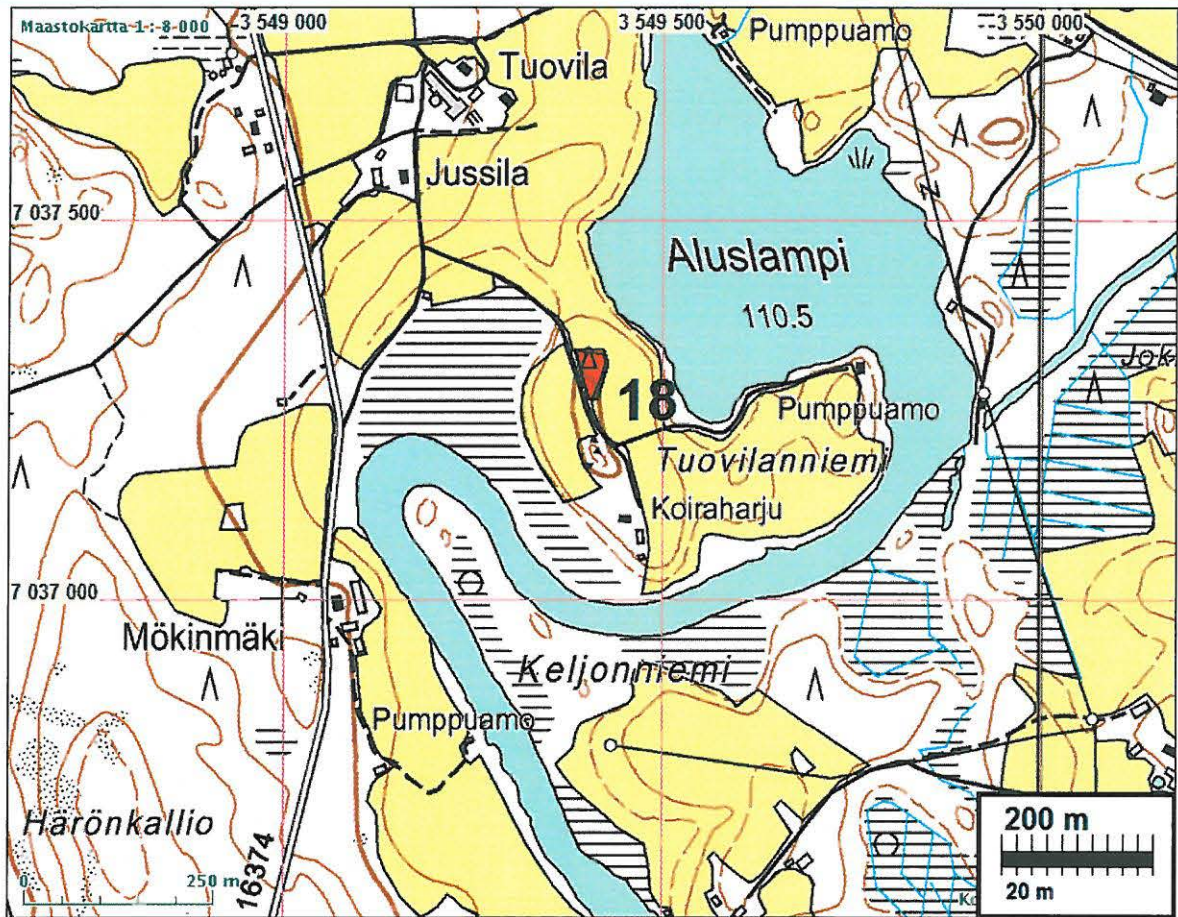 Maastokartta 1 : 8 000
3 549 000
3 549 500
3 550 000
Pumppuamo
Tuovila
Jussila
7 037 500
Aluslampi
110.5
18
Pumppuamo
Tuovilanniemi
Koiraharju
7 037 000
Mökinmäki
Keljonniemi
Pumppuamo
Härönkallio
16374
0 250 m
200 m
20 m